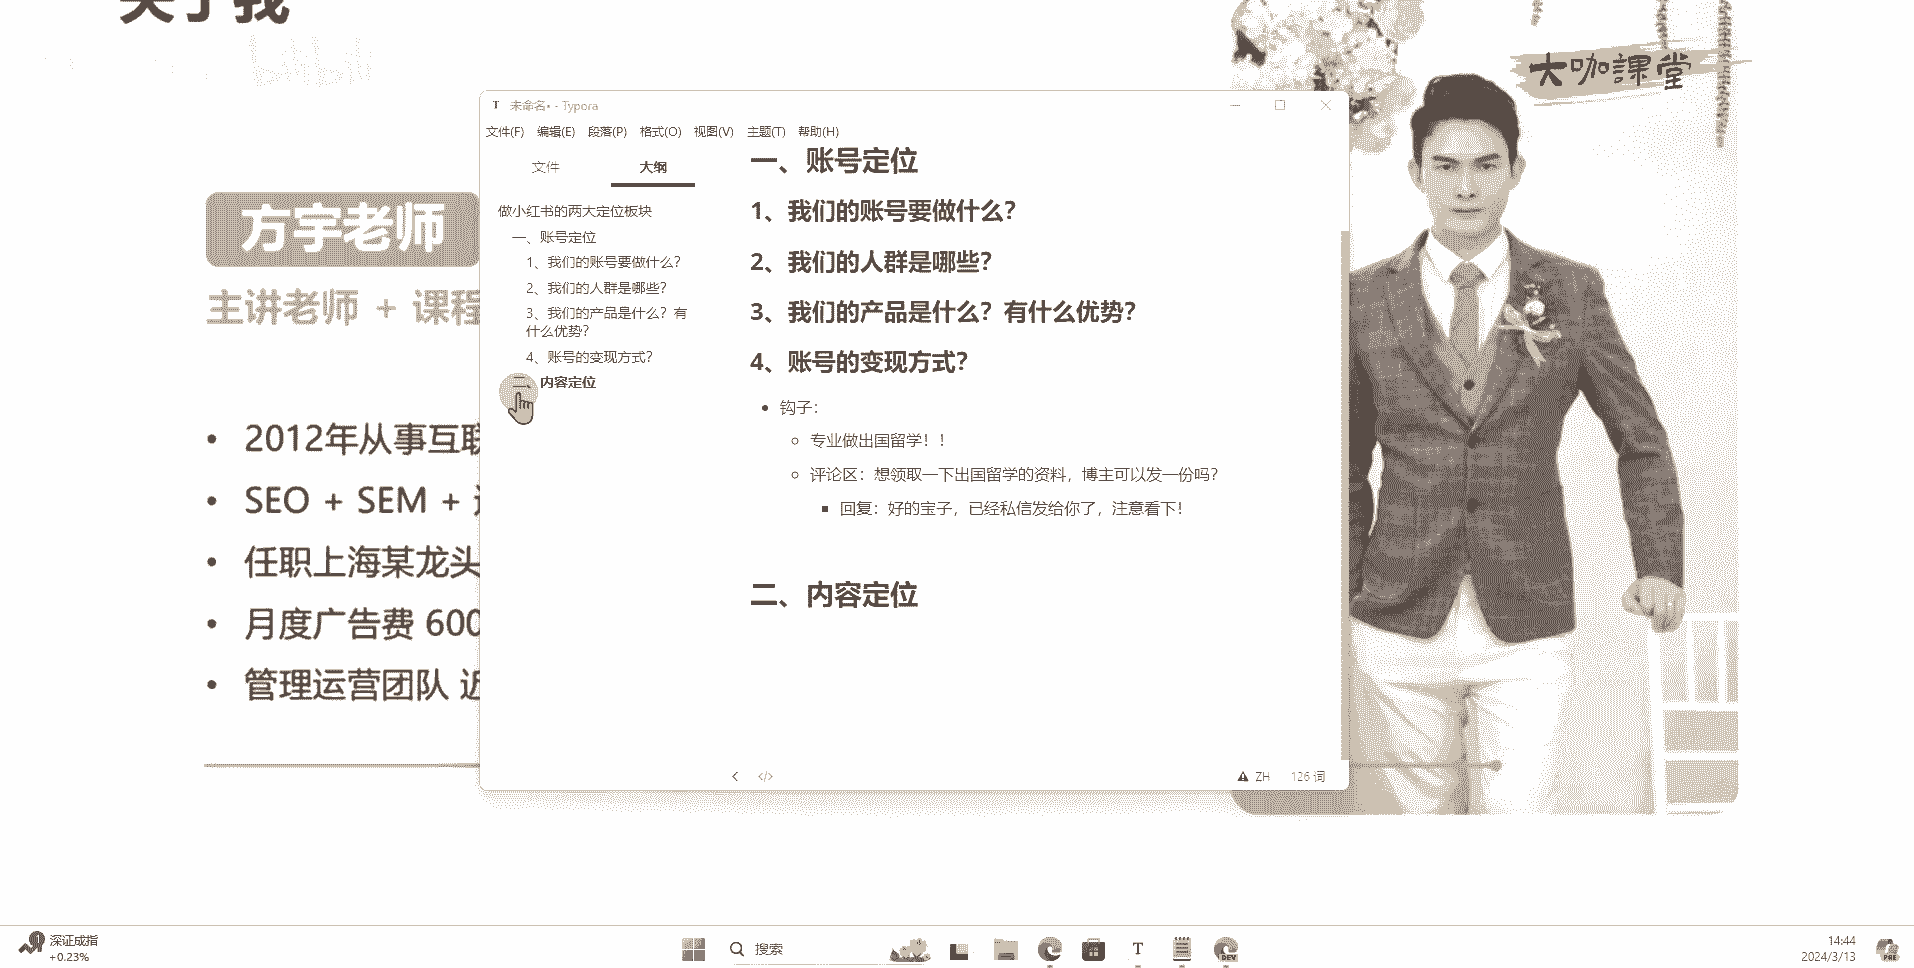 关于我
bilibili
大咖課堂
方宇老师
主讲老师 + 课程
2012年从事互联
SEO + SEM +
任职上海某龙头
月度广告费 600
管理运营团队 近
未命名• - Typora
文件(F) 编辑(E) 段落(P) 格式(O) 视图(V) 主题(T) 帮助(H)
文件 大纲
做小红书的两大定位板块
一、账号定位
1、我们的账号要做什么?
2、我们的人群是哪些?
3、我们的产品是什么? 有
什么优势?
4、账号的变现方式?
二、内容定位
一、账号定位
1、我们的账号要做什么?
2、我们的人群是哪些?
3、我们的产品是什么? 有什么优势?
4、账号的变现方式?
钩子:
专业做出国留学! !
评论区: 想领取一下出国留学的资料, 博主可以发一份吗?
回复: 好的宝子, 已经私信发给你了, 注意看下!
二、内容定位
ZH 126 词
深证成指
+0.23%
搜索
T
DEV
14:44
2024/3/13
PRE